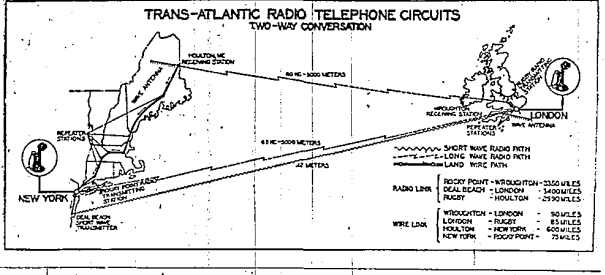 TRANS-ATLANTIC RADIO TELEPHONE CIRCUITS
TWO-WAY CONVERSATION
HOULTON, ME.
RECEIVING STATION
WAVE ANTENNA
60 KC-5000 METERS
REPEATER
STATIONS
WROUGHTON
RECEIVING STATION
REPEATER
STATIONS
LONDON
WAVE ANTENNA
60 KC-5000 METERS
22 METERS
NEW YORK
ROCKY POINT
TRANSMITTING
STATION
DEAL BEACH
SHORT WAVE
TRANSMITTER
SHORT WAVE RADIO PATH
LONG WAVE RADIO PATH
LAND WIRE PATH
RADIO LINK
ROCKY POINT - WROUGHTON - 3350 MILES
DEAL BEACH - LONDON - 3400 MILES
RUGBY - HOULTON - 2990 MILES
WIRE LINK
WROUGHTON - LONDON - 90 MILES
LONDON - RUGBY - 85 MILES
HOULTON - NEW YORK - 600 MILES
NEW YORK - ROCKY POINT - 75 MILES